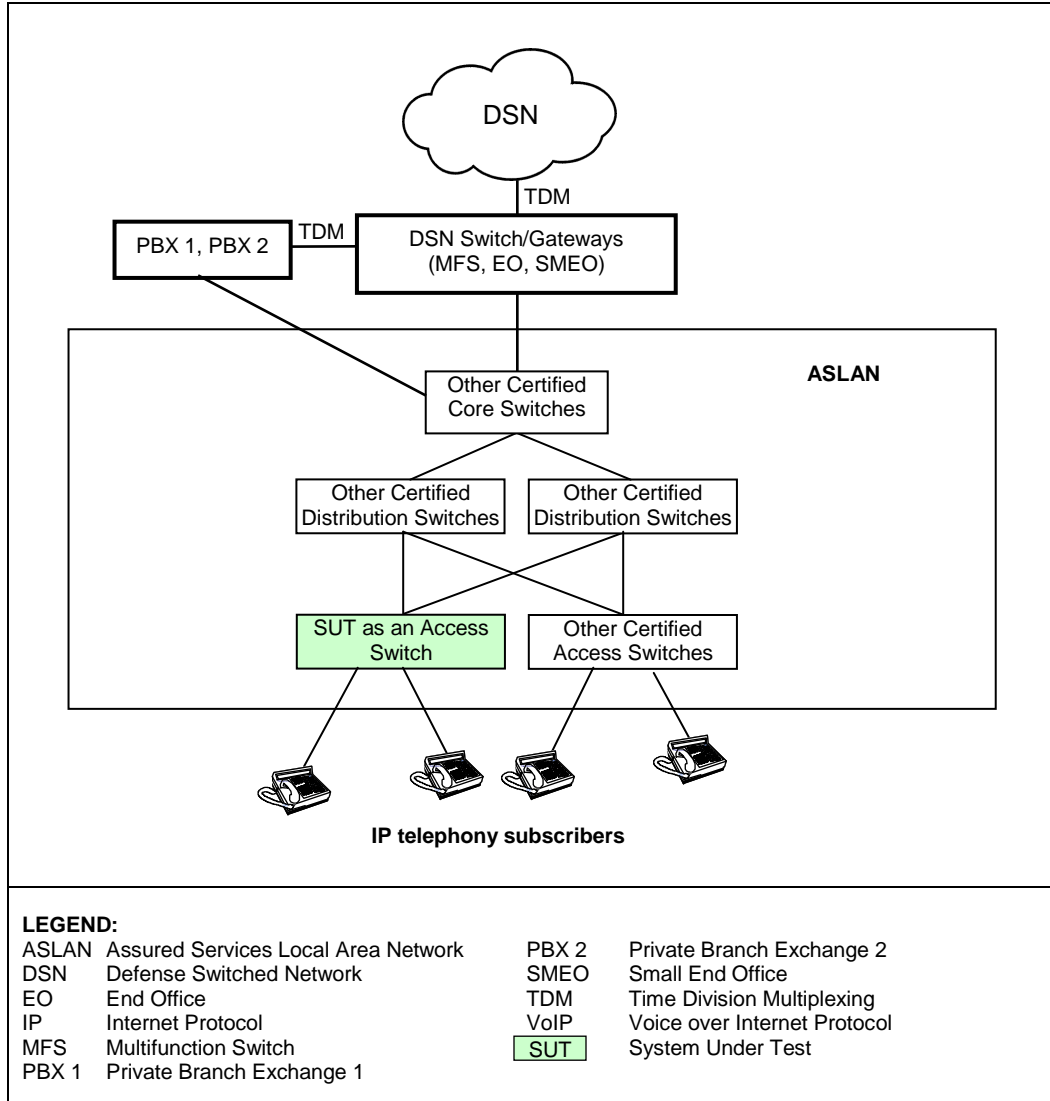 DSN
TDM
TDM
PBX 1, PBX 2
DSN Switch/Gateways
(MFS, EO, SMEO)
ASLAN
Other Certified
Core Switches
Other Certified
Distribution Switches
Other Certified
Distribution Switches
SUT as an Access
Switch
Other Certified
Access Switches
IP telephony subscribers
LEGEND:
ASLAN Assured Services Local Area Network
DSN Defense Switched Network
EO End Office
IP Internet Protocol
MFS Multifunction Switch
PBX 1 Private Branch Exchange 1
PBX 2 Private Branch Exchange 2
SMEO Small End Office
TDM Time Division Multiplexing
VoIP Voice over Internet Protocol
SUT System Under Test